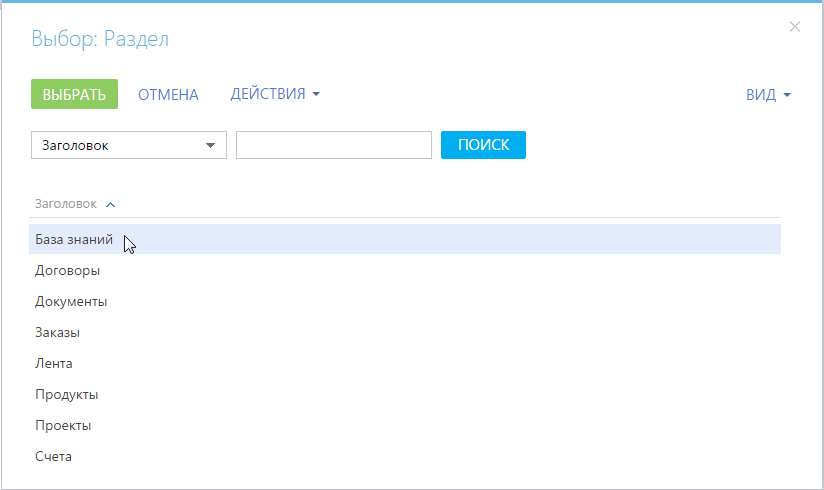 Выбор: Раздел
ВЫБРАТЬ ОТМЕНА ДЕЙСТВИЯ ВИД
Заголовок ПОИСК
Заголовок
База знаний
Договоры
Документы
Заказы
Лента
Продукты
Проекты
Счета